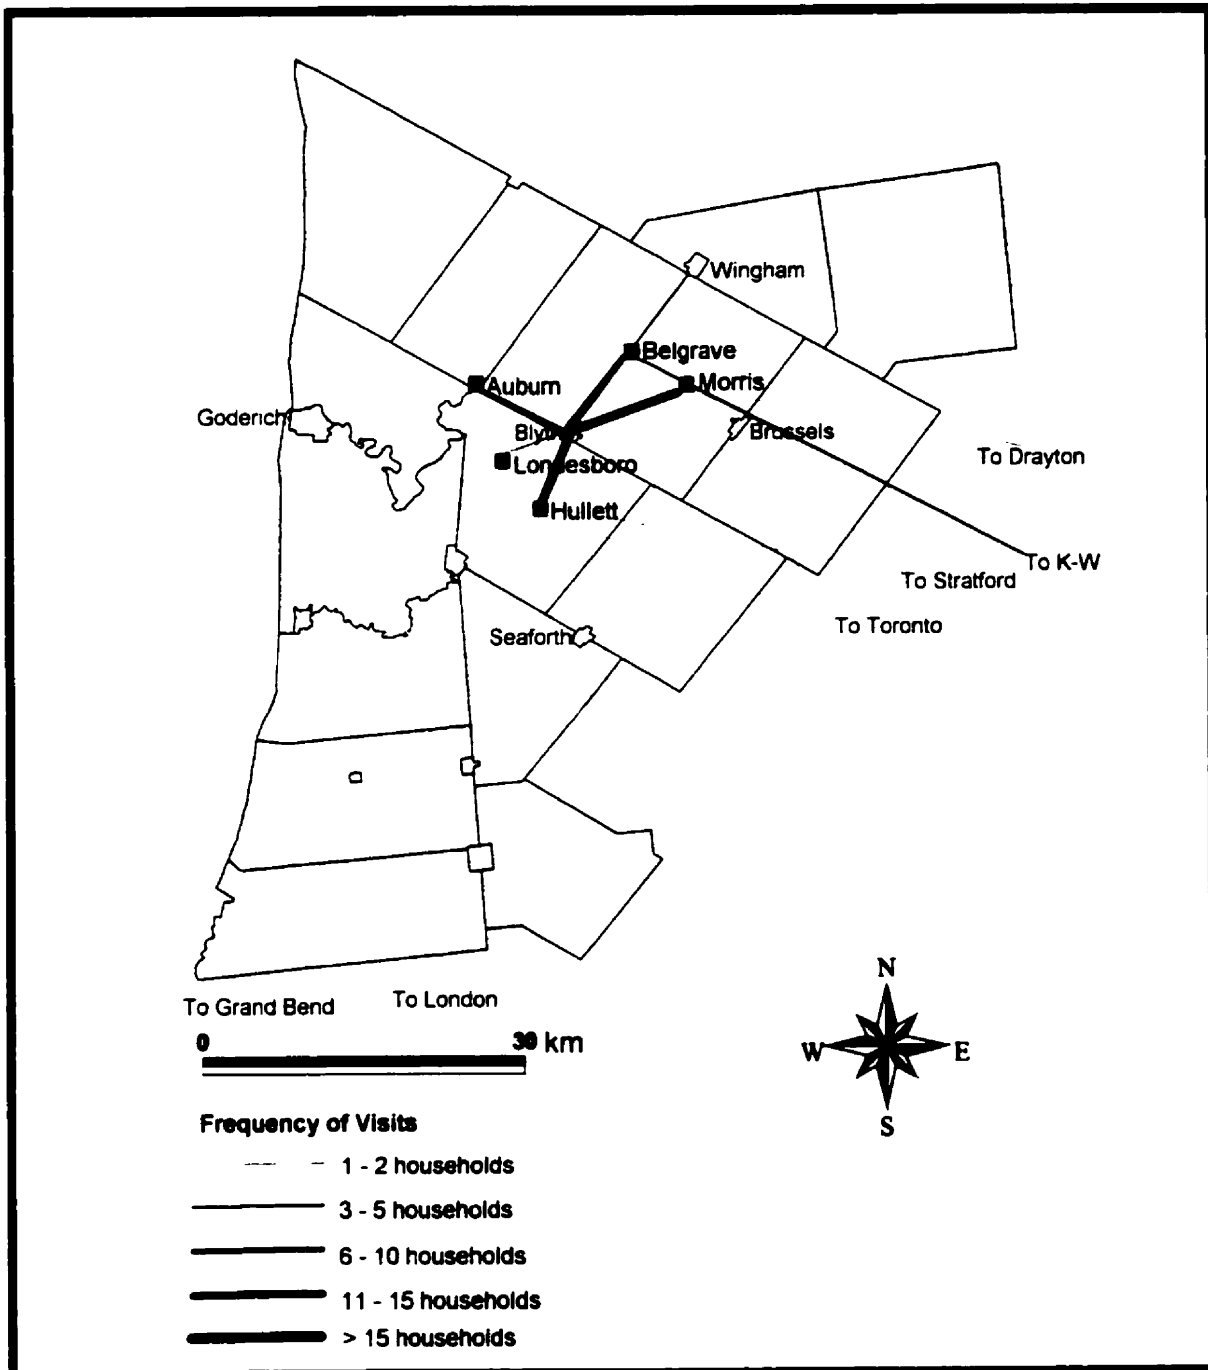 Wingham
Belgrave
Auburn
Morris
Goderich
Brussels
To Drayton
Hullett
To K-W
To Stratford
To Toronto
Seaforth
To Grand Bend
To London
N
W
E
S
0
30 km
Frequency of Visits
1 - 2 households
3 - 5 households
6 - 10 households
11 - 15 households
> 15 households